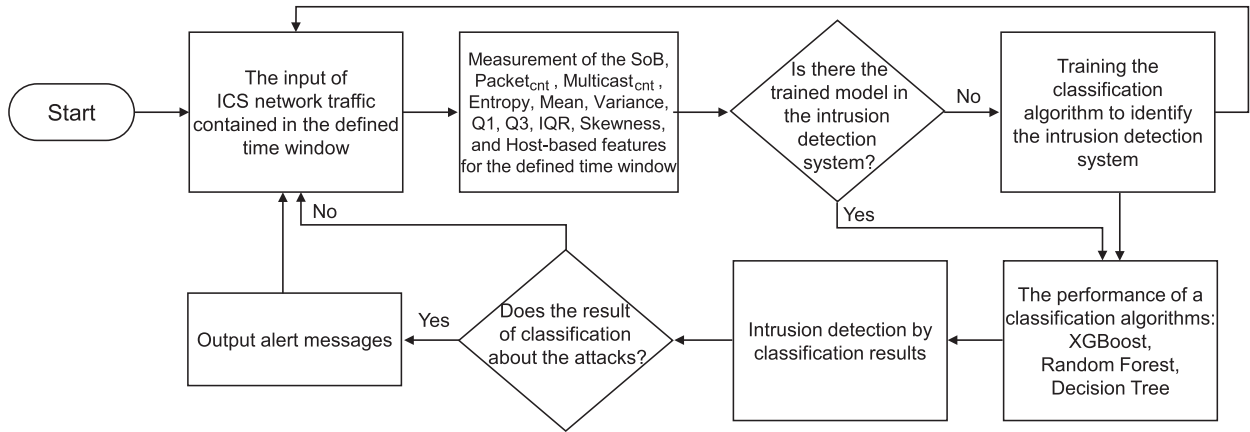 Start
The input of
ICS network traffic
contained in the defined
time window
Measurement of the SoB,
Packetcnt , Multicastcnt ,
Entropy, Mean, Variance,
Q1, Q3, IQR, Skewness,
and Host-based features
for the defined time window
Is there the
trained model in
the intrusion
detection
system?
No
Training the
classification
algorithm to identify
the intrusion detection
system
Yes
The performance of a
classification algorithms:
XGBoost,
Random Forest,
Decision Tree
Intrusion detection by
classification results
Does the result
of classification
about the attacks?
No
Yes
Output alert messages